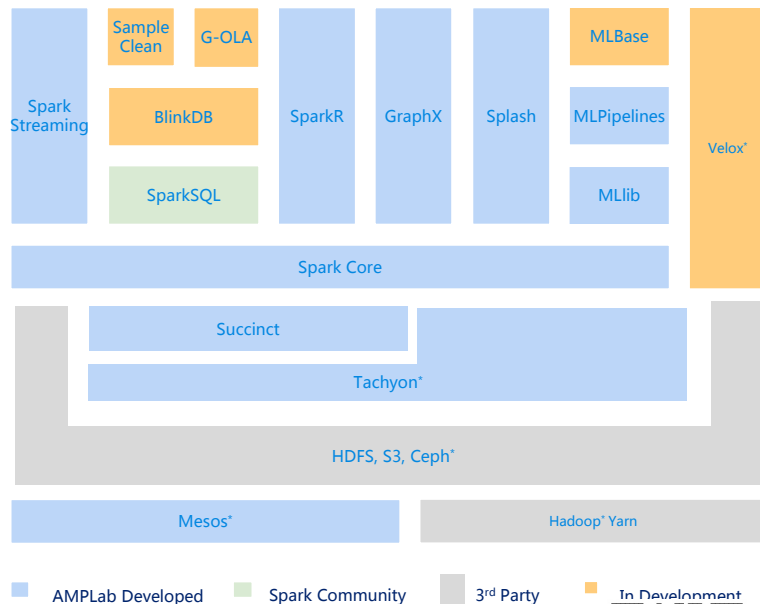 Sample
Clean
G-OLA
MLBase
Spark
Streaming
BlinkDB
SparkR
GraphX
Splash
MLPipelines
Velox*
SparkSQL
MLlib
Spark Core
Succinct
Tachyon*
HDFS, S3, Ceph*
Mesos*
Hadoop* Yarn
AMPLab Developed
Spark Community
3rd Party
In Development